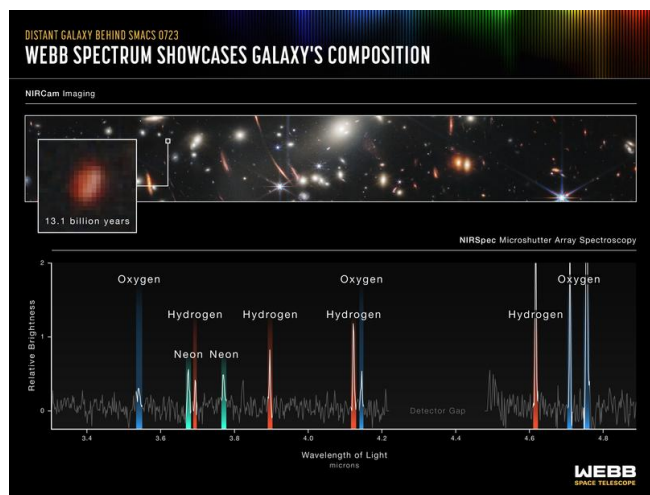 DISTANT GALAXY BEHIND SMACS 0723
WEBB SPECTRUM SHOWCASES GALAXY'S COMPOSITION
NIRCam Imaging
13.1 billion years
NIRSpec Microshutter Array Spectroscopy
2
Oxygen
Oxygen
Oxygen
Hydrogen
Hydrogen
Hydrogen
Hydrogen
1
Neon
Neon
Relative Brightness
0
Detector Gap
3.4
3.6
3.8
4.0
4.2
4.4
4.6
4.8
Wavelength of Light
microns
WEBB
SPACE TELESCOPE